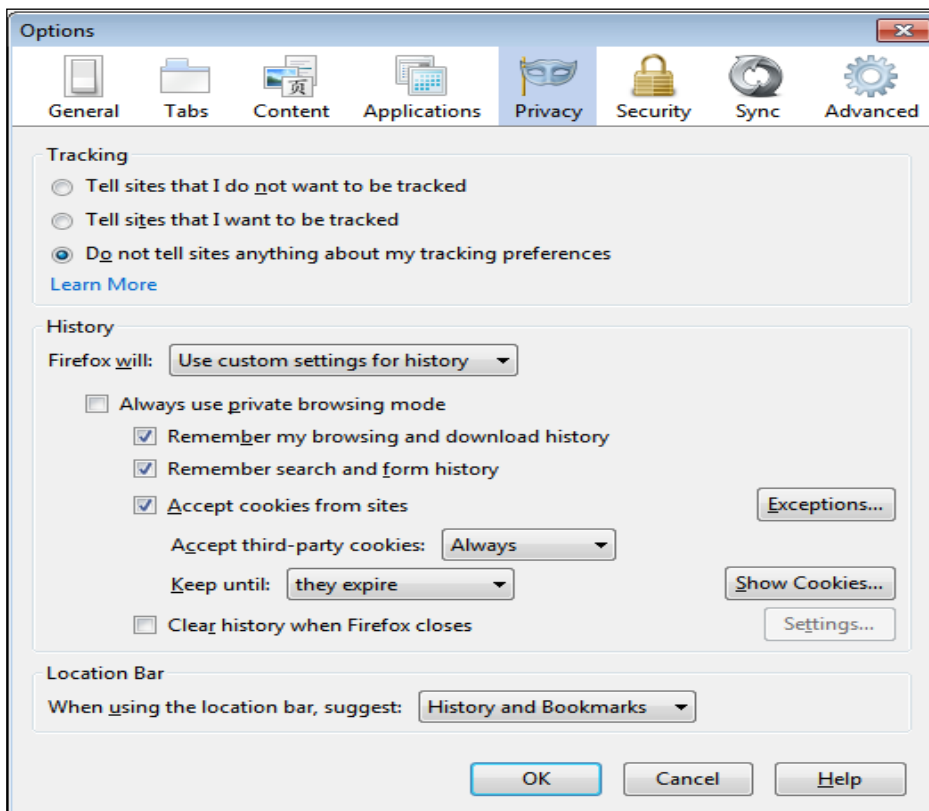 Options
General Tabs Content Applications Privacy Security Sync Advanced
Tracking
Tell sites that I do not want to be tracked
Tell sites that I want to be tracked
Do not tell sites anything about my tracking preferences
Learn More
History
Firefox will: Use custom settings for history
Always use private browsing mode
Remember my browsing and download history
Remember search and form history
Accept cookies from sites Exceptions...
Accept third-party cookies: Always
Keep until: they expire Show Cookies...
Clear history when Firefox closes Settings...
Location Bar
When using the location bar, suggest: History and Bookmarks
OK Cancel Help